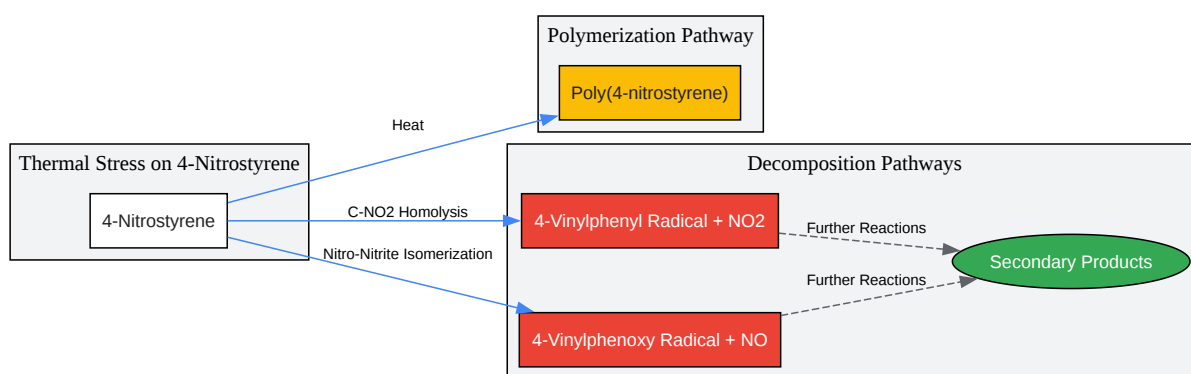 Polymerization Pathway
Poly(4-nitrostyrene)
Heat
Thermal Stress on 4-Nitrostyrene
4-Nitrostyrene
Decomposition Pathways
C-NO2 Homolysis
4-Vinylphenyl Radical + NO2
Further Reactions
Nitro-Nitrite Isomerization
Secondary Products
Further Reactions
4-Vinylphenoxy Radical + NO